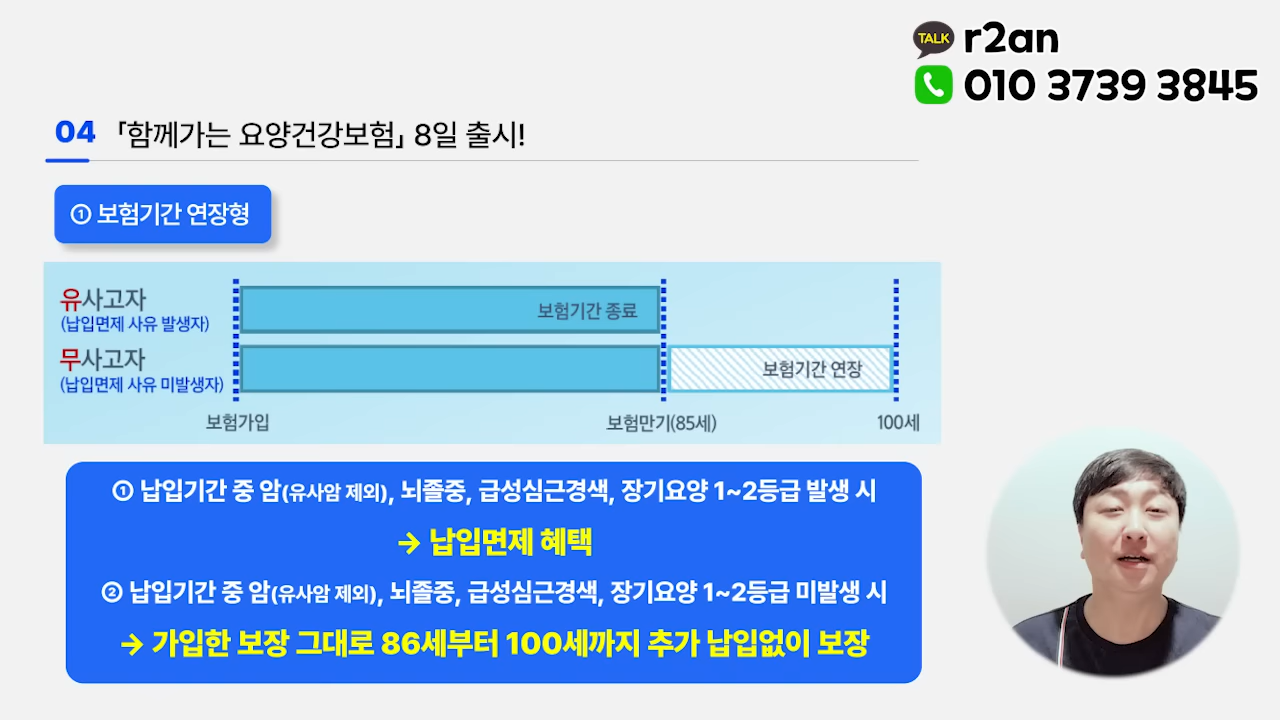 TALK r2an
010 3739 3845
04 「함께가는 요양건강보험」 8일 출시!
① 보험기간 연장형
유사고자
(납입면제 사유 발생자)
보험기간 종료
무사고자
(납입면제 사유 미발생자)
보험기간 연장
보험가입 보험만기(85세) 100세
① 납입기간 중 암(유사암 제외), 뇌졸중, 급성심근경색, 장기요양 1~2등급 발생 시
→ 납입면제 혜택
② 납입기간 중 암(유사암 제외), 뇌졸중, 급성심근경색, 장기요양 1~2등급 미발생 시
→ 가입한 보장 그대로 86세부터 100세까지 추가 납입없이 보장